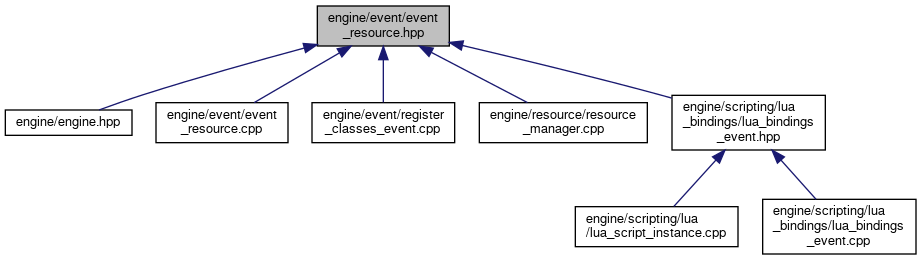 engine/event/event
_resource.hpp
engine/engine.hpp
engine/event/event
_resource.cpp
engine/event/register
_classes_event.cpp
engine/resource/resource
_manager.cpp
engine/scripting/lua
_bindings/lua_bindings
_event.hpp
engine/scripting/lua
/lua_script_instance.cpp
engine/scripting/lua
_bindings/lua_bindings
_event.cpp